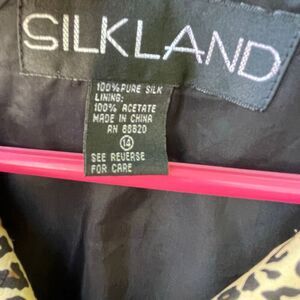 SILKLAND
100% PURE SILK
LINING:
100% ACETATE
MADE IN CHINA
RN 88820
14
SEE REVERSE
FOR CARE